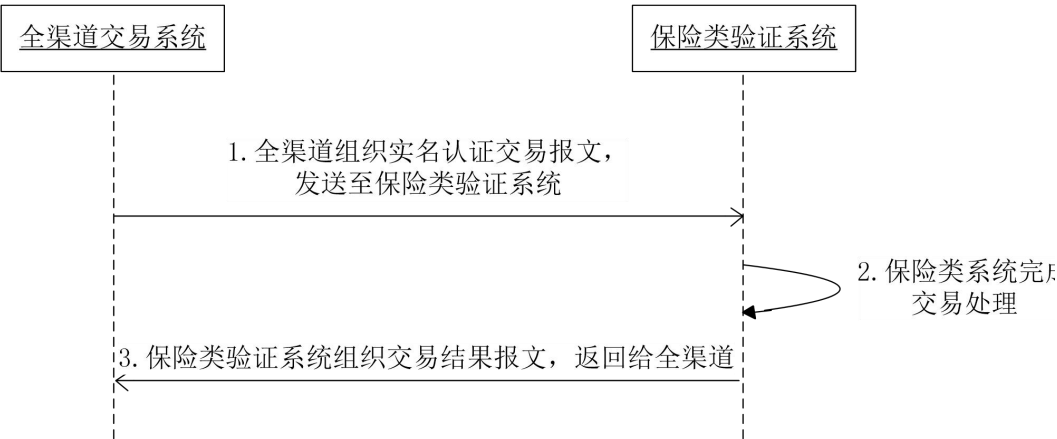 全渠道交易系统
保险类验证系统
1.全渠道组织实名认证交易报文，
发送至保险类验证系统
2.保险类系统完成
交易处理
3.保险类验证系统组织交易结果报文，返回给全渠道